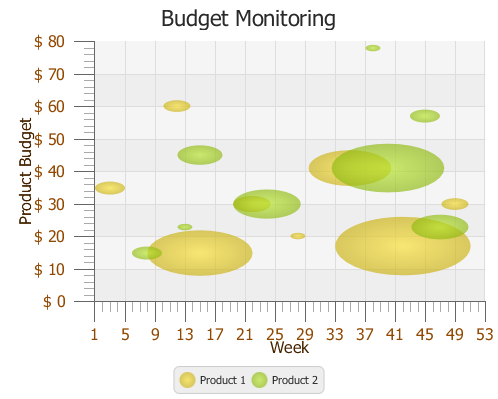 Budget Monitoring
$ 80
$ 70
$ 60
$ 50
$ 40
$ 30
$ 20
$ 10
$ 0
Product Budget
1 5 9 13 17 21 25 29 33 37 41 45 49 53
Week
Product 1 Product 2